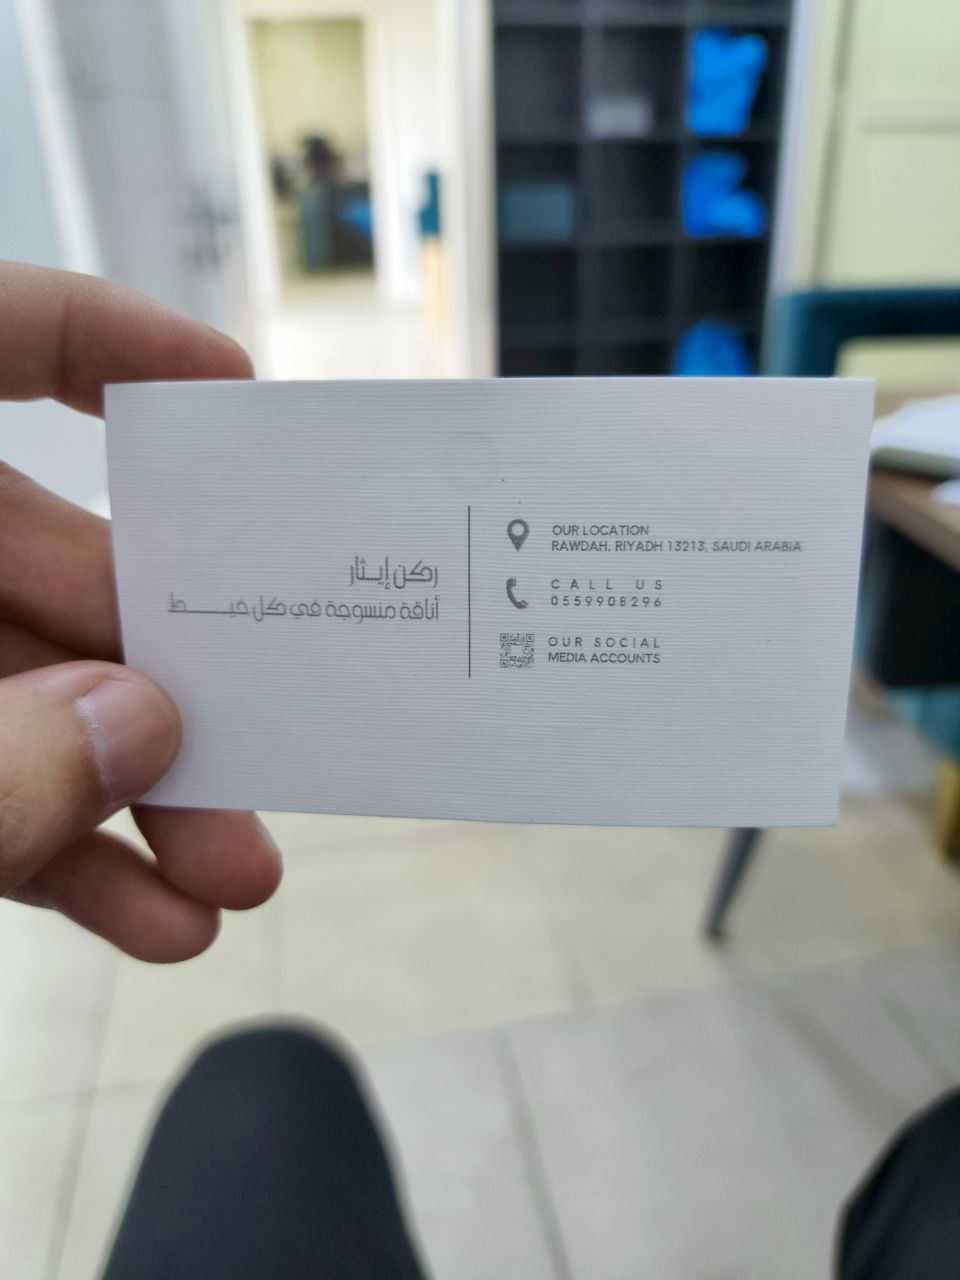 ركن إيثار
أناقة منسوجة في كل خيط
OUR LOCATION
RAWDAH, RIYADH 13213, SAUDI ARABIA
CALL US
0559908296
OUR SOCIAL
MEDIA ACCOUNTS